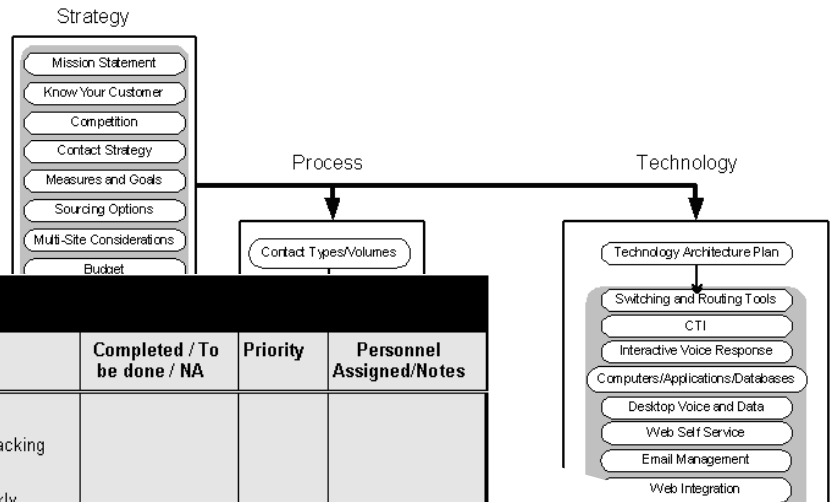 Strategy
Mission Statement
Know Your Customer
Competition
Contact Strategy
Measures and Goals
Sourcing Options
Multi-Site Considerations
Budget
Process
Contact Types/Volumes
Technology
Technology Architecture Plan
Switching and Routing Tools
CTI
Interactive Voice Response
Computers/Applications/Databases
Desktop Voice and Data
Web Self Service
Email Management
Web Integration
Completed / To
be done / NA
Priority
Personnel
Assigned/Notes
acking
rly